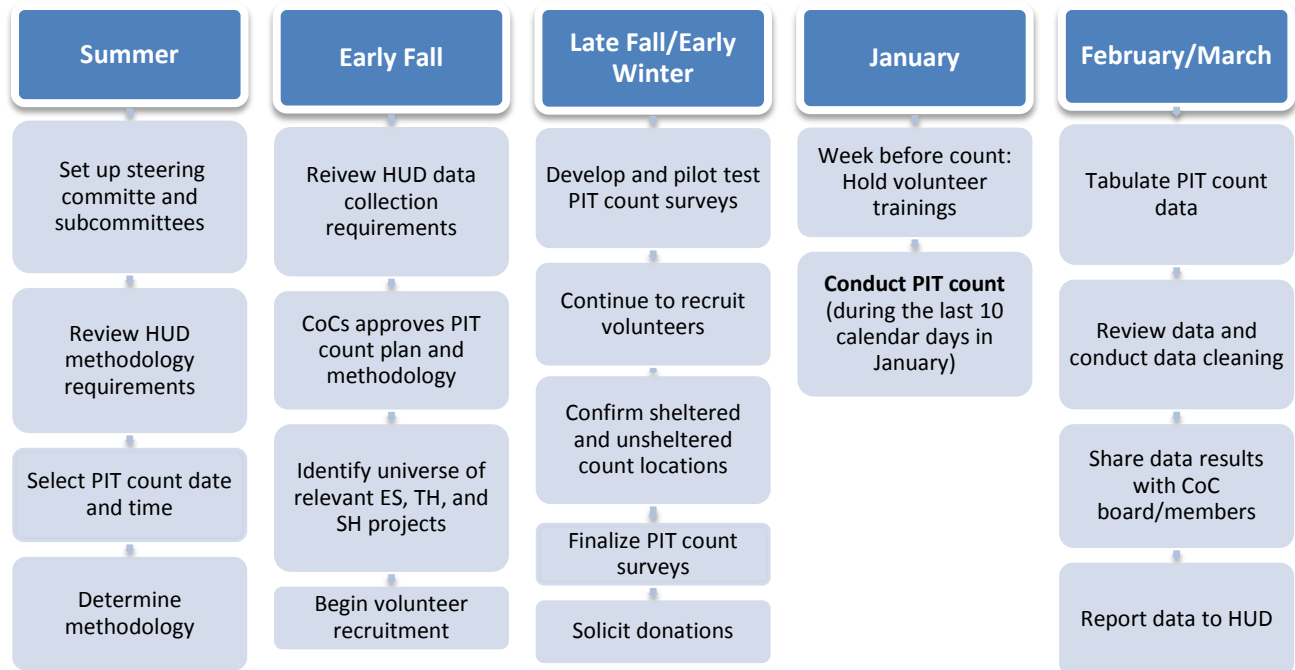 Summer
Set up steering
committe and
subcommittees
Review HUD
methodology
requirements
Select PIT count date
and time
Determine
methodology
Early Fall
Reivew HUD data
collection
requirements
CoCs approves PIT
count plan and
methodology
Identify universe of
relevant ES, TH, and
SH projects
Begin volunteer
recruitment
Late Fall/Early
Winter
Develop and pilot test
PIT count surveys
Continue to recruit
volunteers
Confirm sheltered
and unsheltered
count locations
Finalize PIT count
surveys
Solicit donations
January
Week before count:
Hold volunteer
trainings
Conduct PIT count
(during the last 10
calendar days in
January)
February/March
Tabulate PIT count
data
Review data and
conduct data cleaning
Share data results
with CoC
board/members
Report data to HUD